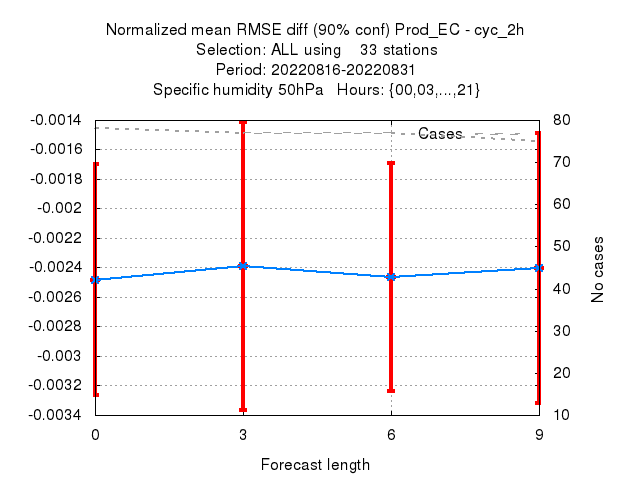 Normalized mean RMSE diff (90% conf) Prod_EC - cyc_2h
Selection: ALL using    33 stations
Period: 20220816-20220831
Specific humidity 50hPa   Hours: {00,03,...,21}
-0.0014
-0.0016
-0.0018
-0.002
-0.0022
-0.0024
-0.0026
-0.0028
-0.003
-0.0032
-0.0034
Cases
80
70
60
50
40
30
20
10
No cases
0 3 6 9
Forecast length